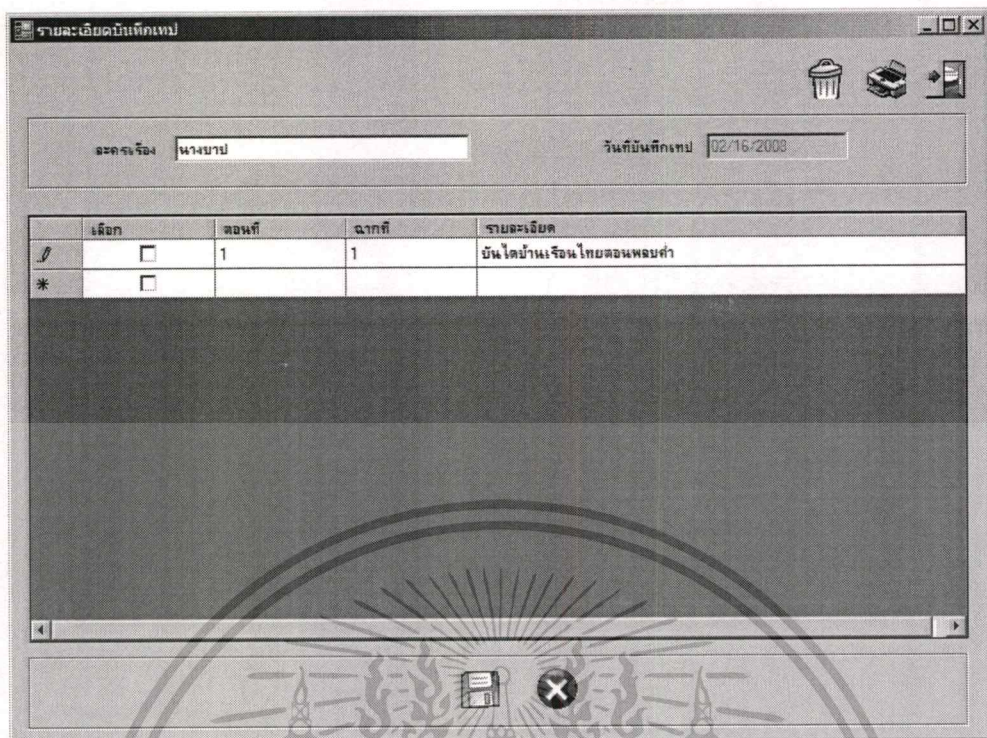 รายละเอียดบันทึกเทป
ละครเรื่อง นางบาป วันที่บันทึกเทป 02/16/2008
เลือก ตอนที่ ฉากที่ รายละเอียด
1 1 บันไดบ้านเรือนไทยตอนพลบค่ำ